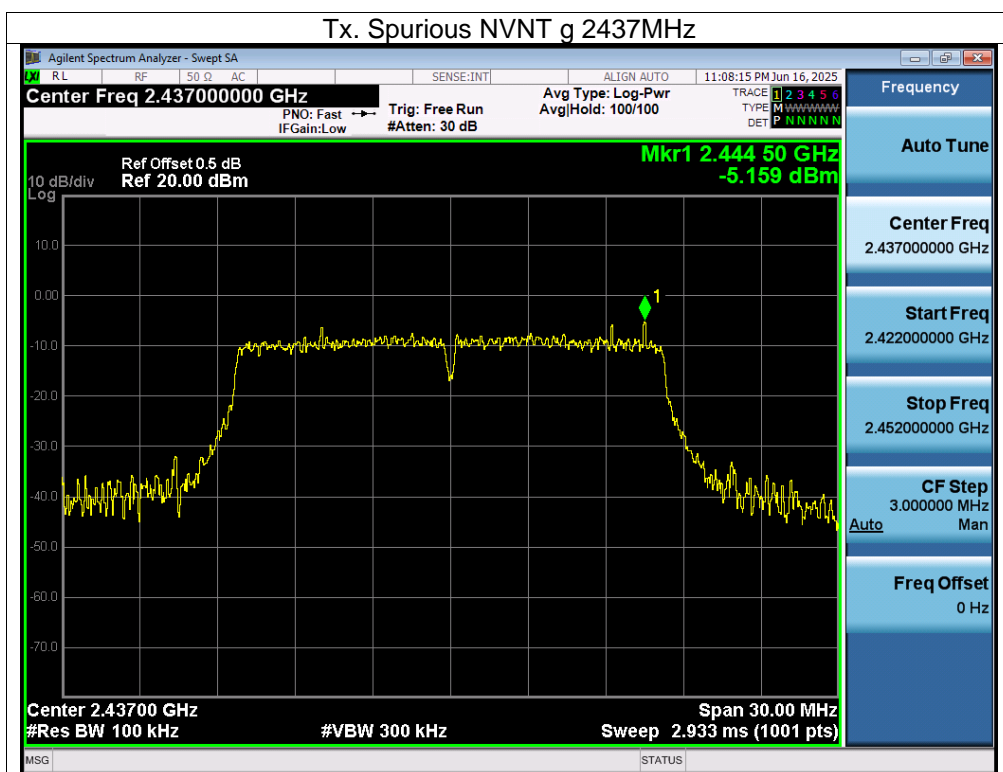 Tx. Spurious NVNT g 2437MHz
Agilent Spectrum Analyzer - Swept SA
LXI RL RF 50 Ω AC SENSE:INT ALIGN AUTO 11:08:15 PM Jun 16, 2025
Center Freq 2.437000000 GHz
PNO: Fast
IFGain:Low
Trig: Free Run
#Atten: 30 dB
Avg Type: Log-Pwr
Avg|Hold: 100/100
TRACE 1 2 3 4 5 6
TYPE M WWWWW
DET P N N N N N
Mkr1 2.444 50 GHz
-5.159 dBm
Ref Offset 0.5 dB
10 dB/div Ref 20.00 dBm
Log
10.0
0.00
1
-10.0
-20.0
-30.0
-40.0
-50.0
-60.0
-70.0
Center 2.43700 GHz Span 30.00 MHz
#Res BW 100 kHz #VBW 300 kHz Sweep 2.933 ms (1001 pts)
MSG STATUS
Frequency
Auto Tune
Center Freq
2.437000000 GHz
Start Freq
2.422000000 GHz
Stop Freq
2.452000000 GHz
CF Step
3.000000 MHz
Auto Man
Freq Offset
0 Hz